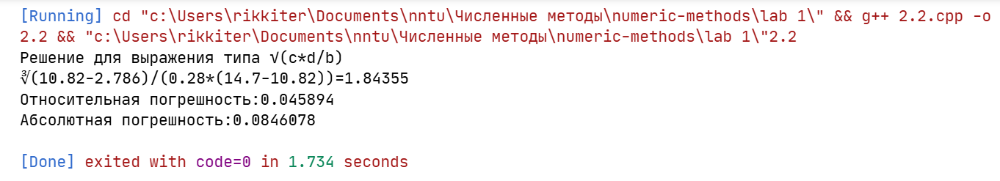 [Running] cd "c:\Users\rikkiter\Documents\nntu\Численные методы\numeric-methods\lab 1\" && g++ 2.2.cpp -o
2.2 && "c:\Users\rikkiter\Documents\nntu\Численные методы\numeric-methods\lab 1\"2.2
Решение для выражения типа √(c*d/b)
∛(10.82-2.786)/(0.28*(14.7-10.82))=1.84355
Относительная погрешность:0.045894
Абсолютная погрешность:0.0846078
[Done] exited with code=0 in 1.734 seconds